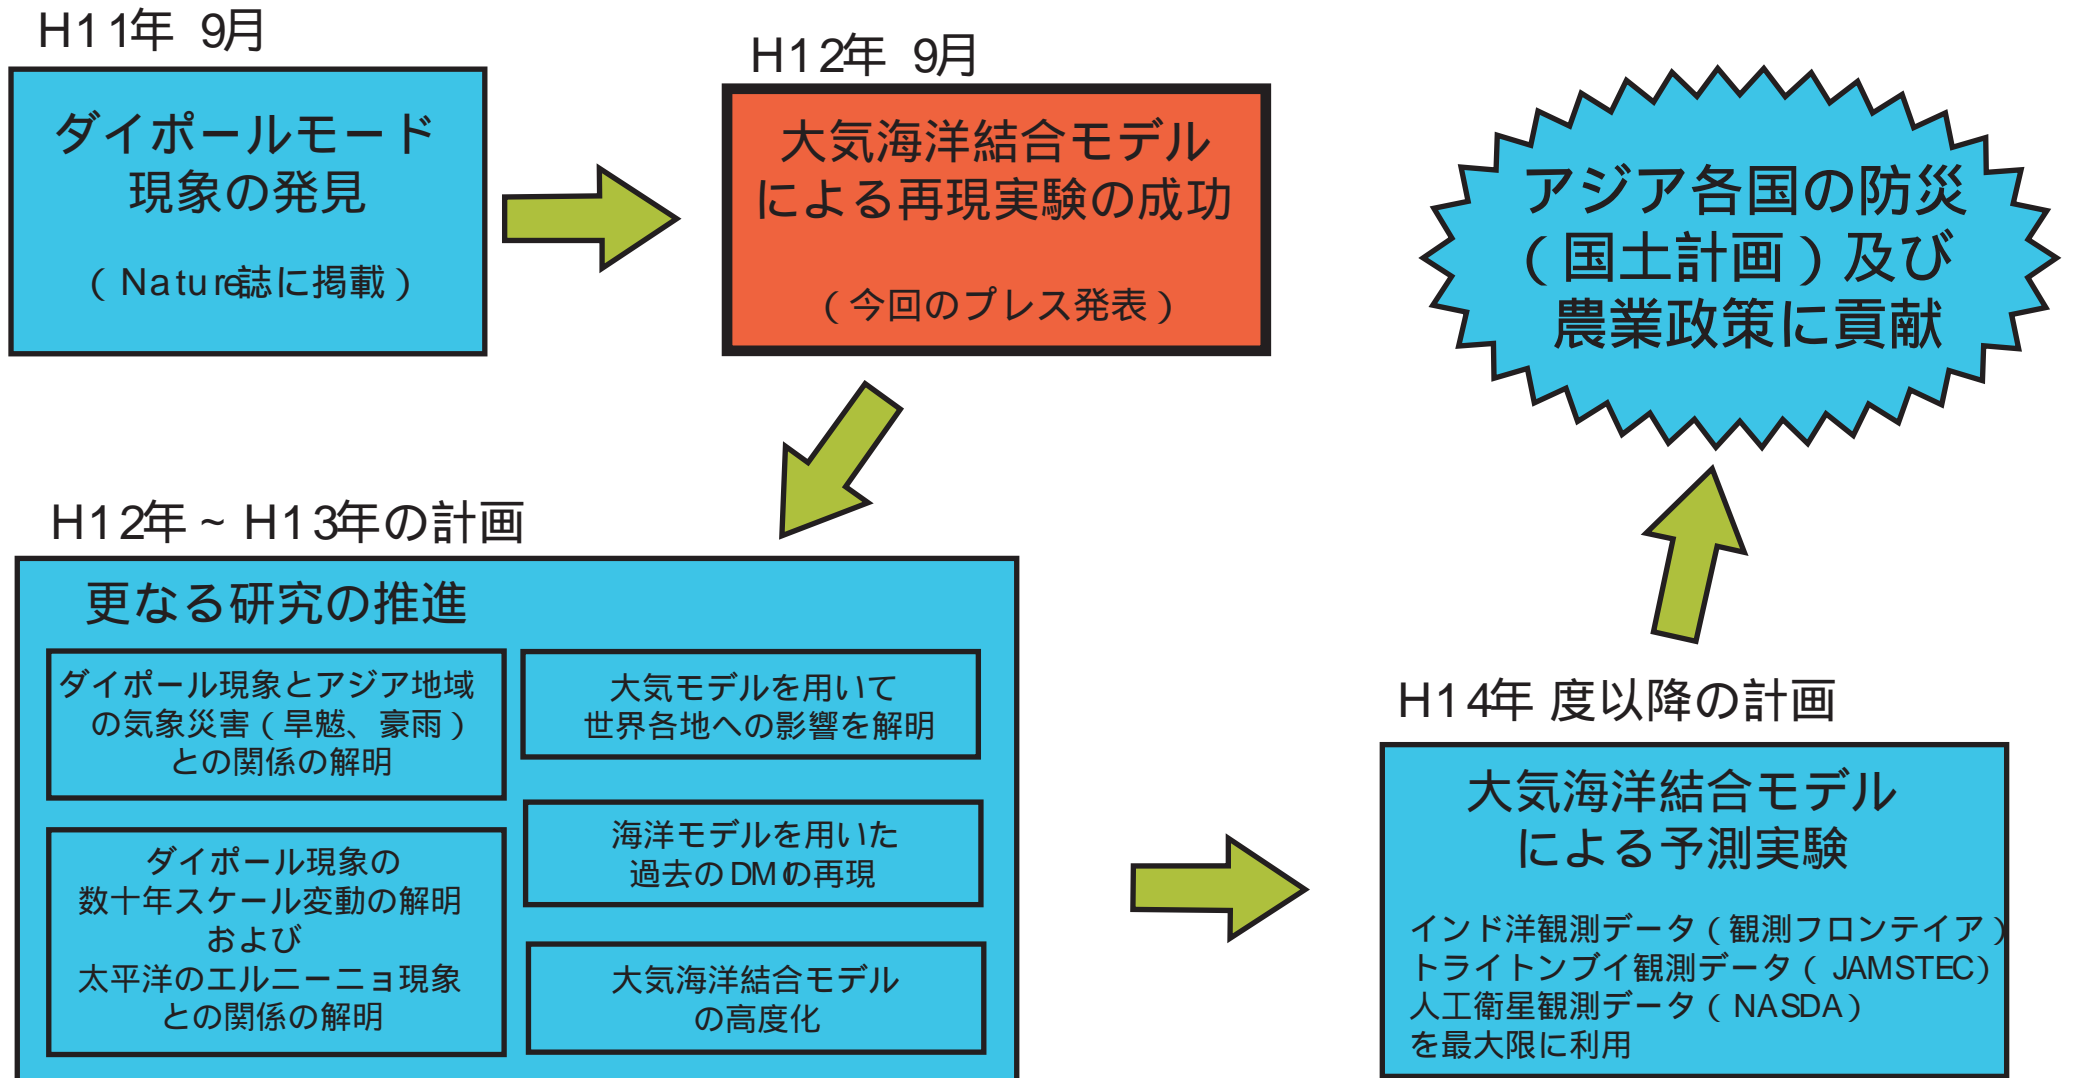 H11年 9月
ダイポールモード
現象の発見
(Nature誌に掲載)
H12年 9月
大気海洋結合モデル
による再現実験の成功
(今回のプレス発表)
アジア各国の防災
(国土計画)及び
農業政策に貢献
H12年~H13年の計画
更なる研究の推進
ダイポール現象とアジア地域
の気象災害(旱魃、豪雨)
との関係の解明
ダイポール現象の
数十年スケール変動の解明
および
太平洋のエルニーニョ現象
との関係の解明
大気モデルを用いて
世界各地への影響を解明
海洋モデルを用いた
過去のDMの再現
大気海洋結合モデル
の高度化
H14年 度以降の計画
大気海洋結合モデル
による予測実験
インド洋観測データ(観測フロンテイア)
トライトンブイ観測データ(JAMSTEC)
人工衛星観測データ(NASDA)
を最大限に利用